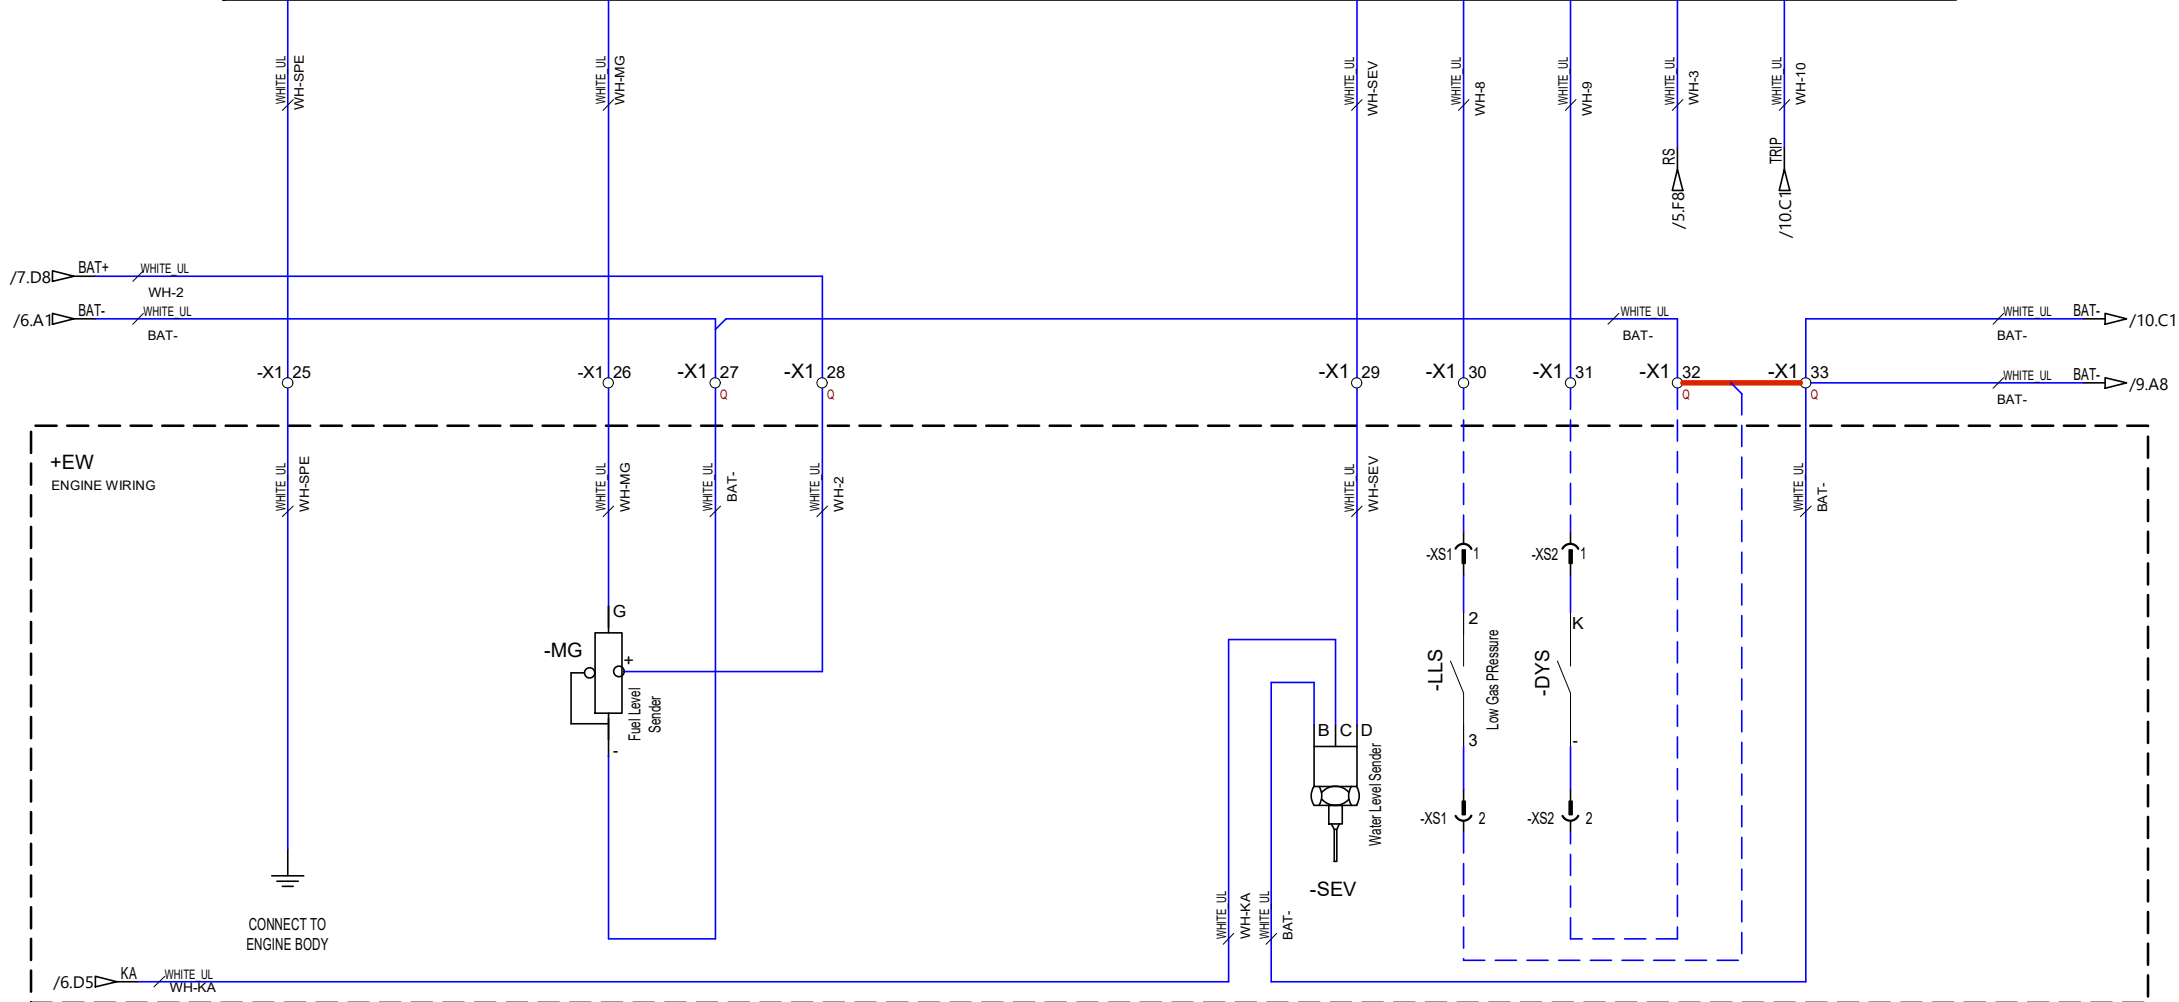 WHITE_UL
WH-SPE
WHITE_UL
WH-MG
WHITE_UL
WH-SEV
WHITE_UL
WH-8
WHITE_UL
WH-9
WHITE_UL
WH-3
WHITE_UL
WH-10
RS
/5.F8
TRIP
/10.C1
/7.D8
BAT+
WHITE_UL
WH-2
/6.A1
BAT-
WHITE_UL
BAT-
WHITE_UL
BAT-
WHITE_UL
BAT-
BAT-
/10.C1
-X1 25
-X1 26
-X1 27
Q
-X1 28
Q
-X1 29
-X1 30
-X1 31
-X1 32
Q
-X1 33
Q
WHITE_UL
BAT-
BAT-
/9.A8
+EW
ENGINE WIRING
WHITE_UL
WH-SPE
WHITE_UL
WH-MG
WHITE_UL
BAT-
WHITE_UL
WH-2
WHITE_UL
WH-SEV
WHITE_UL
BAT-
-XS1 1
-XS2 1
G
-MG
+
-
Fuel Level
Sender
2
-LLS
3
Low Gas PRessure
K
-DYS
-
B C D
Water Level Sender
-SEV
-XS1 2
-XS2 2
CONNECT TO
ENGINE BODY
WHITE_UL
WH-KA
WHITE_UL
BAT-
/6.D5
KA
WHITE_UL
WH-KA